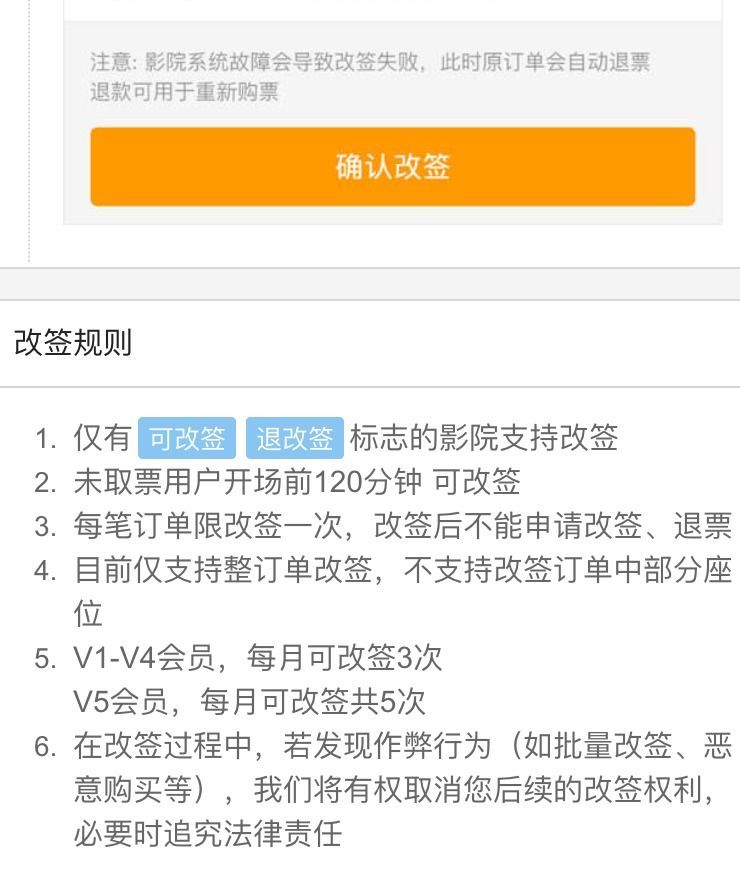 注意: 影院系统故障会导致改签失败，此时原订单会自动退票
退款可用于重新购票
确认改签
改签规则
1. 仅有 可改签 退改签 标志的影院支持改签
2. 未取票用户开场前120分钟 可改签
3. 每笔订单限改签一次，改签后不能申请改签、退票
4. 目前仅支持整订单改签，不支持改签订单中部分座
位
5. V1-V4会员，每月可改签3次
V5会员，每月可改签共5次
6. 在改签过程中，若发现作弊行为（如批量改签、恶
意购买等），我们将有权取消您后续的改签权利，
必要时追究法律责任